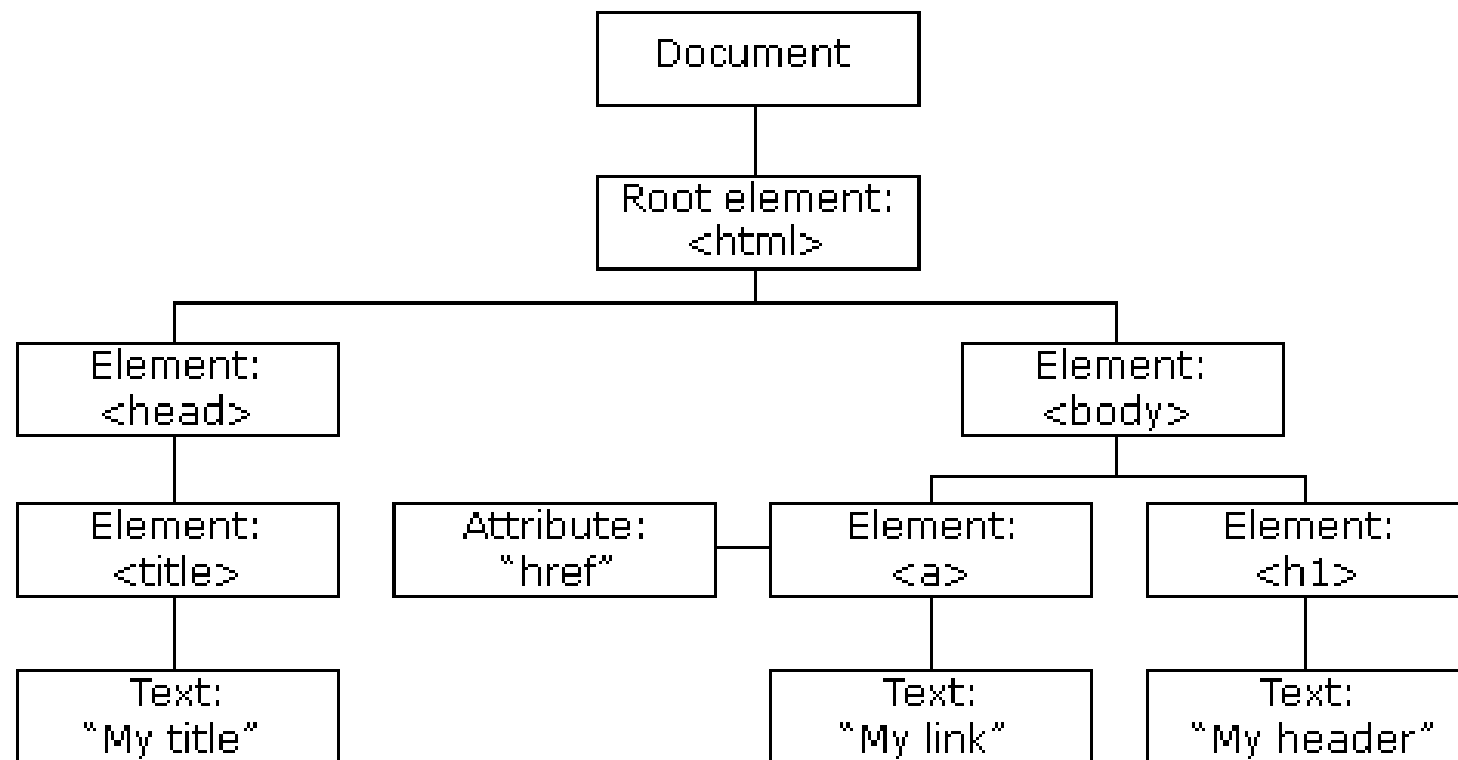 Document
Root element:
<html>
Element:
<head>
Element:
<body>
Element:
<title>
Attribute:
"href"
Element:
<a>
Element:
<h1>
Text:
"My title"
Text:
"My link"
Text:
"My header"